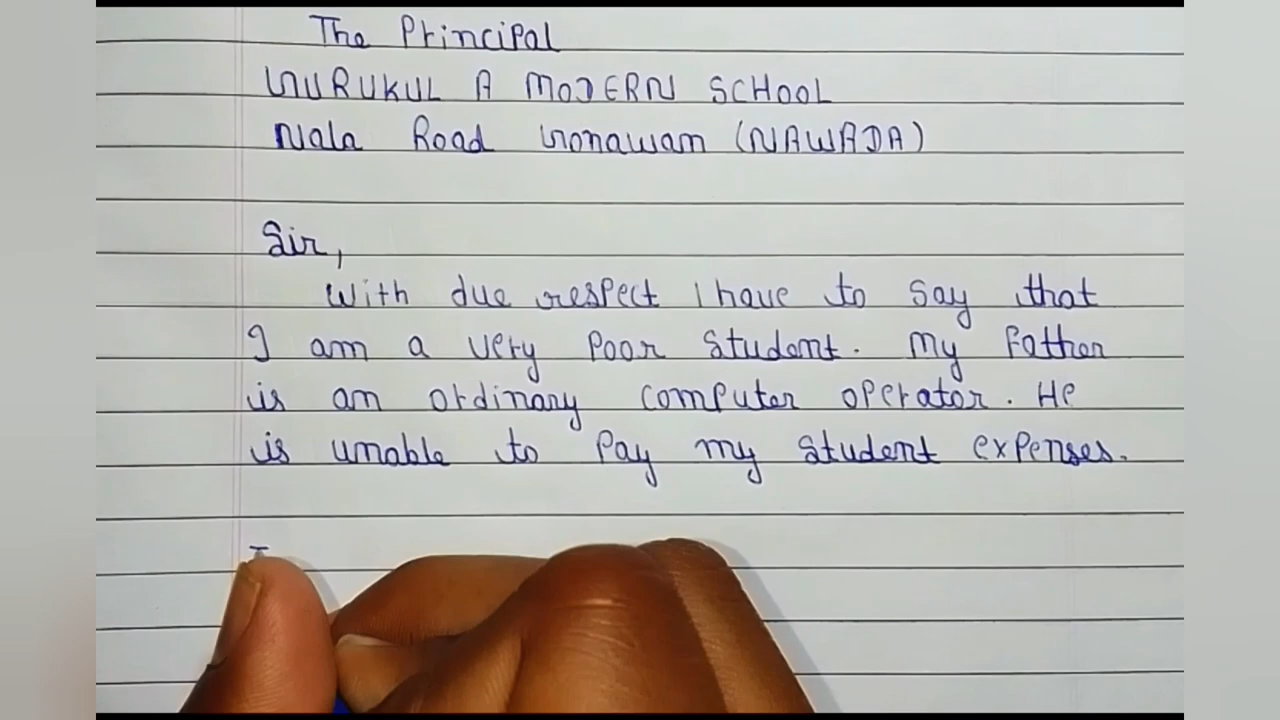 The Principal
GURUKUL A MODERN SCHOOL
Nala Road Gonawam (NAWADA)
Sir,
With due respect I have to say that
I am a very poor student. My Father
is an ordinary computer operator. He
is unable to pay my student expenses.